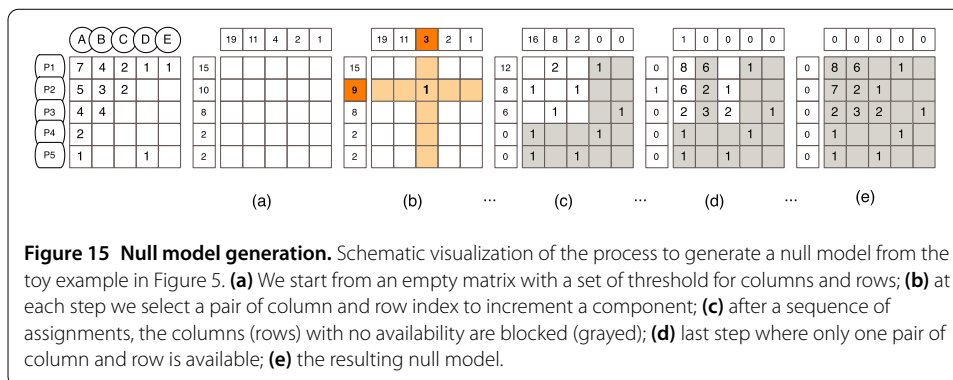 A B C D E 19 11 4 2 1 19 11 3 2 1 16 8 2 0 0 1 0 0 0 0 0 0 0 0 0
P1 7 4 2 1 1 15 15 12 2 1 0 8 6 1 0 8 6 1
P2 5 3 2 10 9 1 8 1 1 1 6 2 1 0 7 2 1
P3 4 4 8 8 6 1 1 0 2 3 2 1 0 2 3 2 1
P4 2 2 2 0 1 1 0 1 1 0 1 1
P5 1 1 2 2 0 1 1 0 1 1 0 1 1
(a) (b) ... (c) ... (d) ... (e)
Figure 15 Null model generation. Schematic visualization of the process to generate a null model from the
toy example in Figure 5. (a) We start from an empty matrix with a set of threshold for columns and rows; (b) at
each step we select a pair of column and row index to increment a component; (c) after a sequence of
assignments, the columns (rows) with no availability are blocked (grayed); (d) last step where only one pair of
column and row is available; (e) the resulting null model.